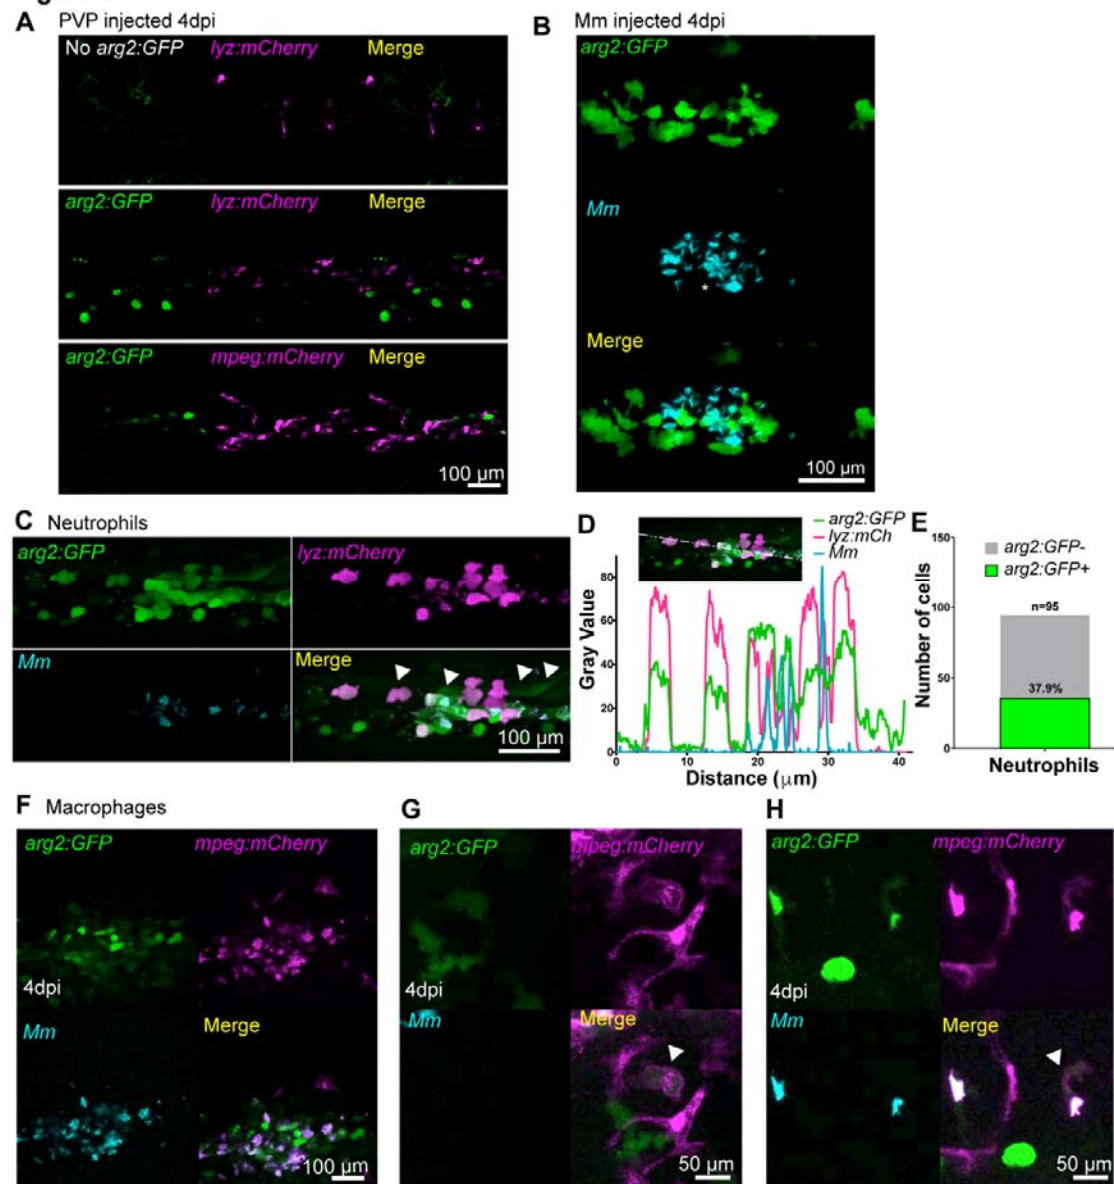 A PVP injected 4dpi
No arg2:GFP lyz:mCherry Merge
arg2:GFP lyz:mCherry Merge
arg2:GFP mpeg:mCherry Merge
100 µm
B Mm injected 4dpi
arg2:GFP
Mm
*
Merge
100 µm
C Neutrophils
arg2:GFP lyz:mCherry
Mm Merge
100 µm
D
arg2:GFP
lyz:mCh
Mm
Gray Value
80
60
40
20
0
0 10 20 30 40
Distance (µm)
E
arg2:GFP-
arg2:GFP+
Number of cells
150
100
50
0
n=95
37.9%
Neutrophils
F Macrophages
arg2:GFP mpeg:mCherry
4dpi
Mm Merge
100 µm
G
arg2:GFP mpeg:mCherry
Mm Merge
50 µm
H
arg2:GFP mpeg:mCherry
4dpi
Mm Merge
50 µm